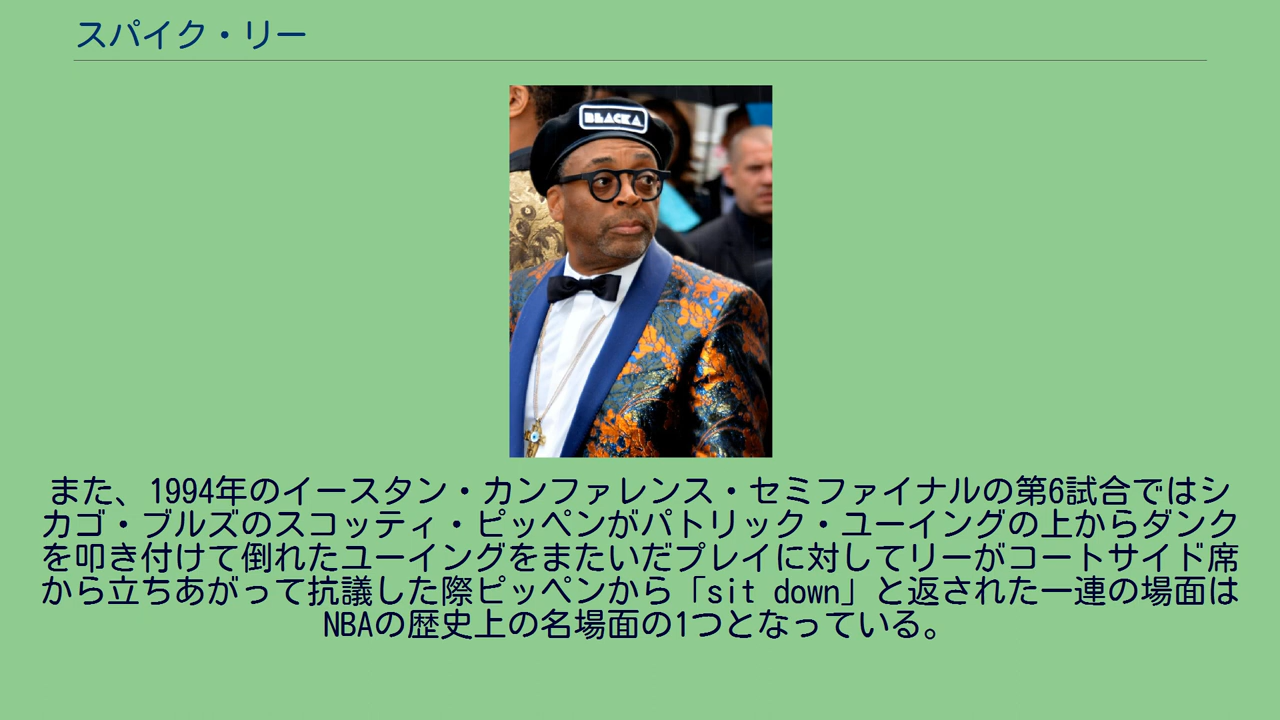 スパイク・リー
BLACKA
また、1994年のイースタン・カンファレンス・セミファイナルの第6試合ではシ
カゴ・ブルズのスコッティ・ピッペンがパトリック・ユーイングの上からダンク
を叩き付けて倒れたユーイングをまたいだプレイに対してリーがコートサイド席
から立ちあがって抗議した際ピッペンから「sit down」と返された一連の場面は
NBAの歴史上の名場面の1つとなっている。